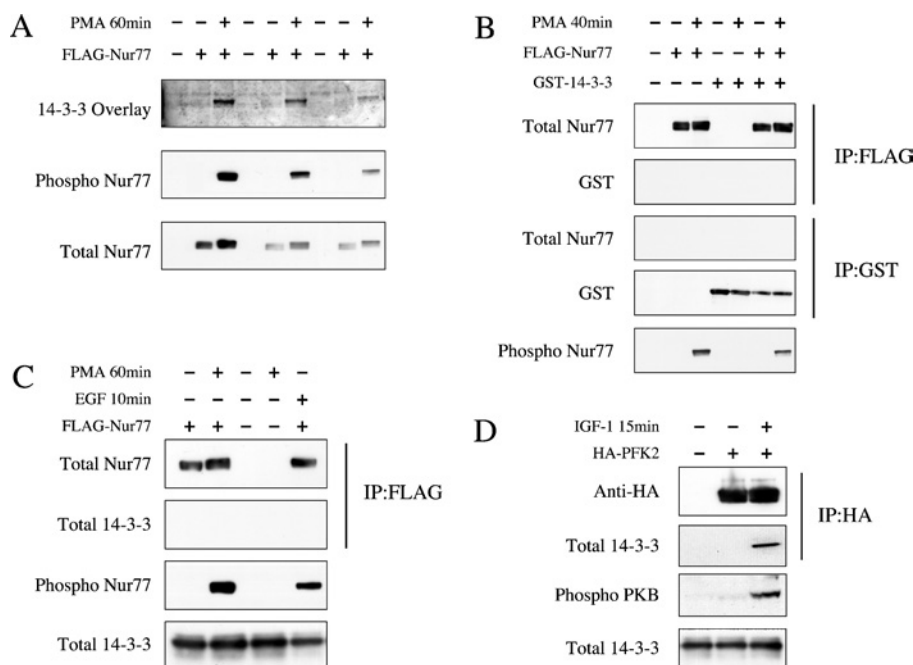 A
PMA 60min – – + – – + – – +
FLAG-Nur77 – + + – + + – + +
14-3-3 Overlay
Phospho Nur77
Total Nur77
B
PMA 40min – – + – + – +
FLAG-Nur77 – + + – – + +
GST-14-3-3 – – – + + + +
Total Nur77
GST
IP:FLAG
Total Nur77
GST
IP:GST
Phospho Nur77
C
PMA 60min – + – + –
EGF 10min – – – – +
FLAG-Nur77 + + – – +
Total Nur77
Total 14-3-3
IP:FLAG
Phospho Nur77
Total 14-3-3
D
IGF-1 15min – – +
HA-PFK2 – + +
Anti-HA
Total 14-3-3
IP:HA
Phospho PKB
Total 14-3-3